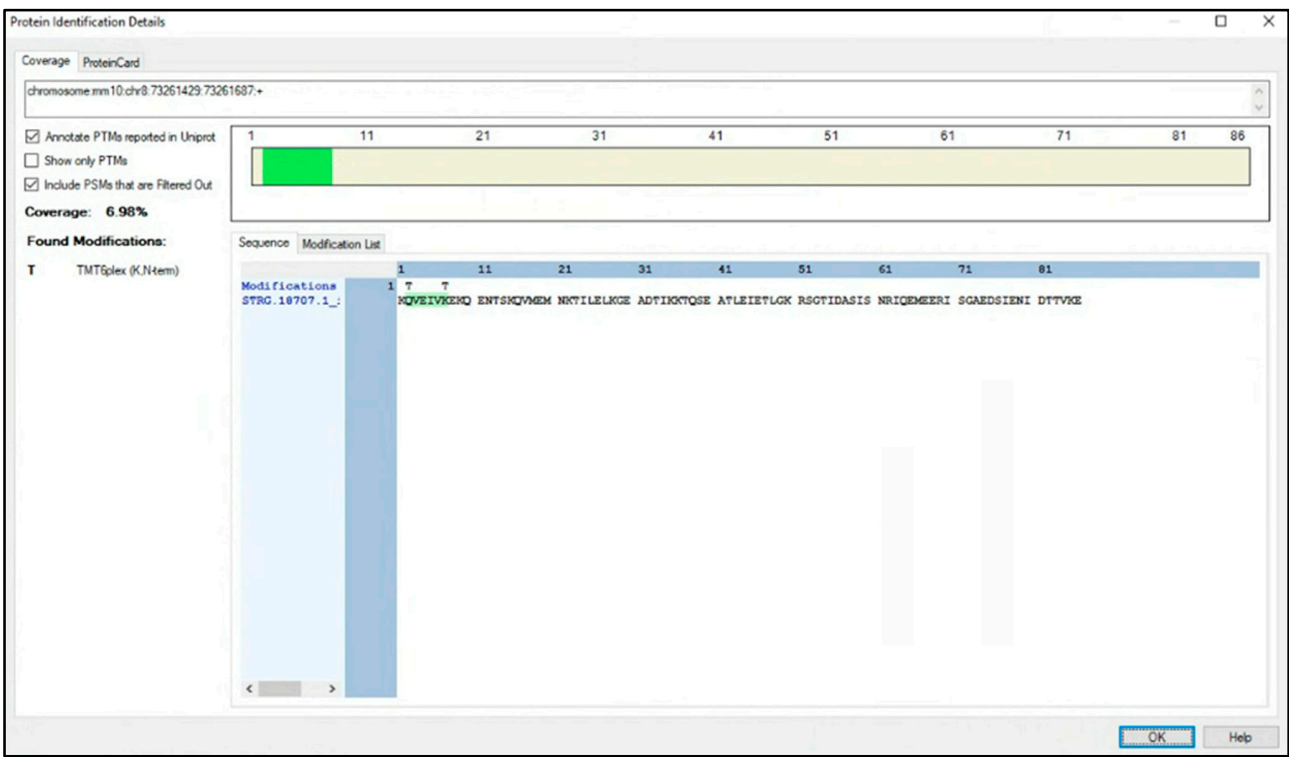 Protein Identification Details
Coverage ProteinCard
chromosome:mm10:chr8:73261429:73261687:+
Annotate PTMs reported in Uniprot
Show only PTMs
Include PSMs that are Filtered Out
Coverage: 6.98%
1 11 21 31 41 51 61 71 81 86
Found Modifications:
T TMT6plex (K,N-term)
Sequence Modification List
1 11 21 31 41 51 61 71 81
Modifications 1 T T
STRG.18707.1_: KQVEIVKEKQ ENTSKQVMEM NKTILELKGE ADTIKKTQSE ATLEIETLGK RSGTIDASIS NRIQEMEERI SGAEDSIENI DTTVKE
OK Help